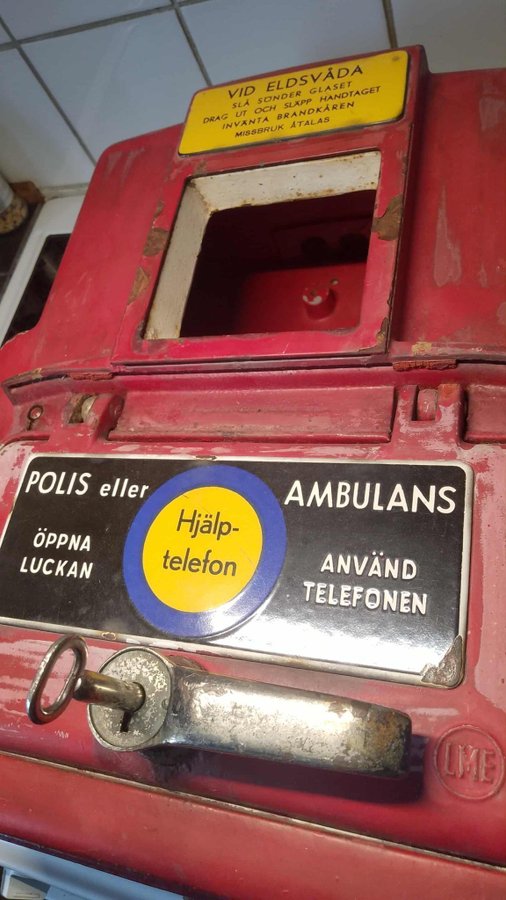 VID ELDSVÅDA
SLÅ SÖNDER GLASET
DRAG UT OCH SLÄPP HANDTAGET
INVÄNTA BRANDKÅREN
MISSBRUK ÅTALAS
POLIS eller
ÖPPNA
LUCKAN
Hjälp-
telefon
AMBULANS
ANVÄND
TELEFONEN
LME